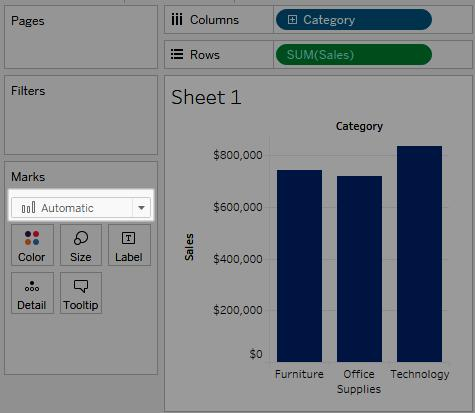 Pages
Columns
Category
Rows
SUM(Sales)
Filters
Marks
Automatic
Color
Size
Label
Detail
Tooltip
Sheet 1
Category
Sales
$800,000
$600,000
$400,000
$200,000
$0
Furniture
Office
Supplies
Technology